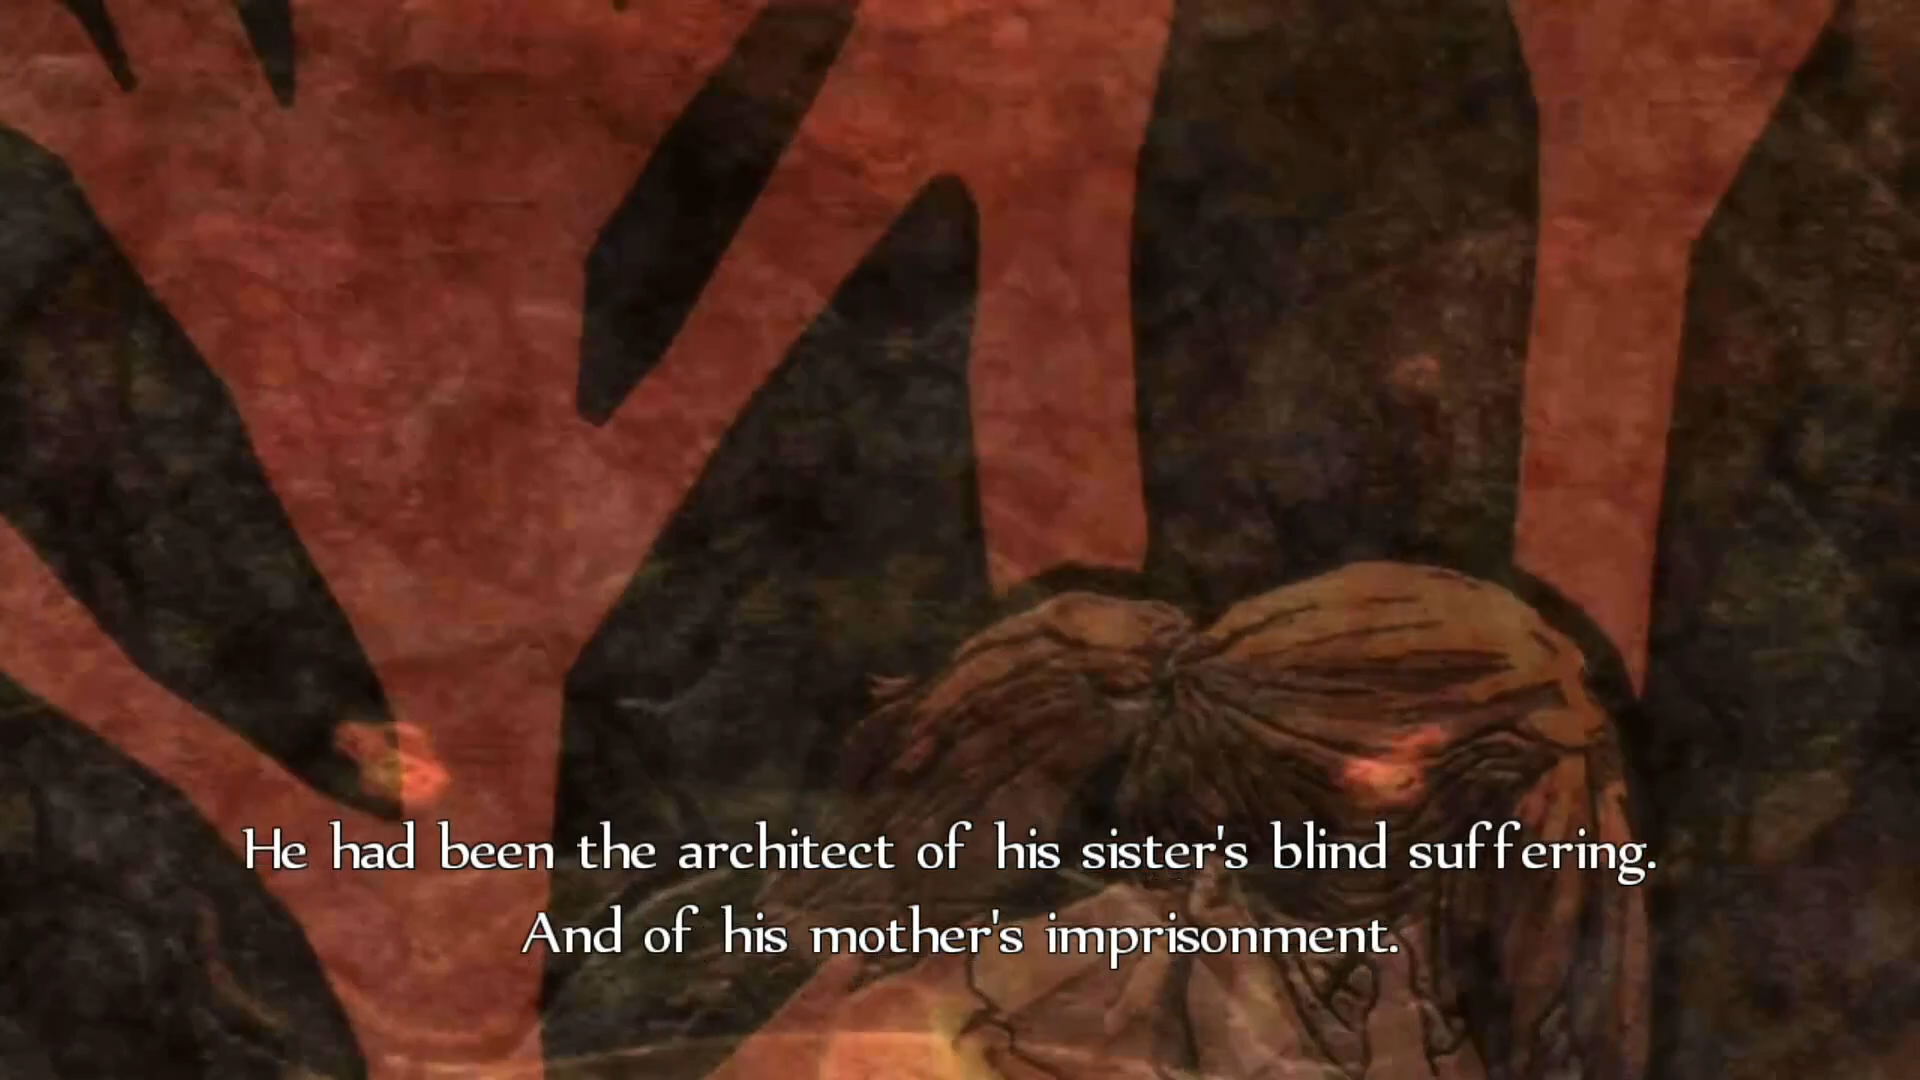 He had been the architect of his sister's blind suffering.
And of his mother's imprisonment.